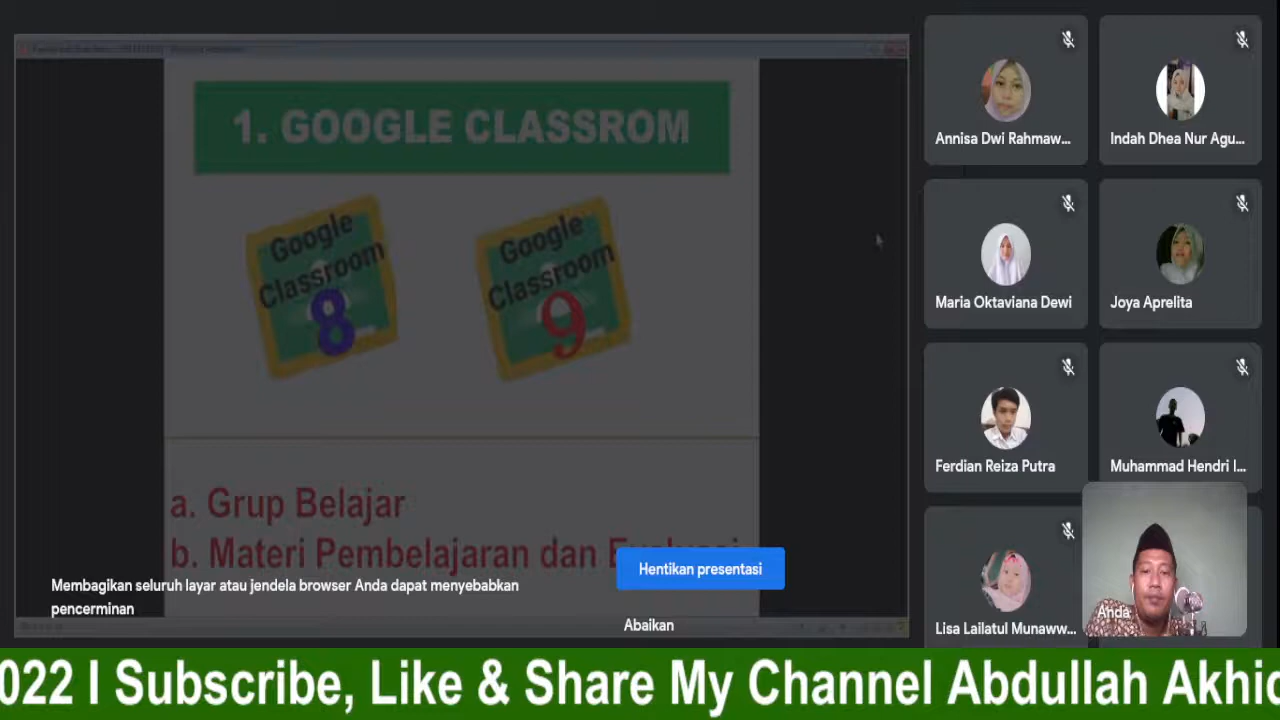 1. GOOGLE CLASSROM
Google
Classroom
8
Google
Classroom
9
a. Grup Belajar
b. Materi Pembelajaran dan Evaluasi
Membagikan seluruh layar atau jendela browser Anda dapat menyebabkan
pencerminan
Hentikan presentasi
Abaikan
Annisa Dwi Rahmaw...
Indah Dhea Nur Agu...
Maria Oktaviana Dewi
Joya Aprelita
Ferdian Reiza Putra
Muhammad Hendri I...
Lisa Lailatul Munaww...
Anda
022 I Subscribe, Like & Share My Channel Abdullah Akhid